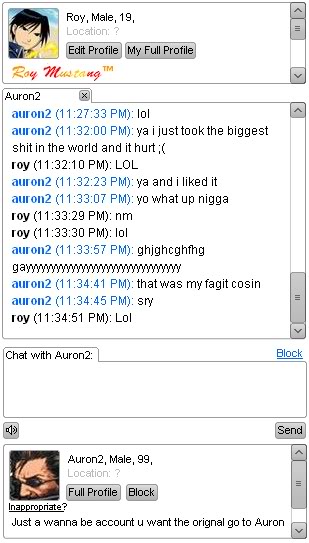 Roy, Male, 19,
Location: ?
Edit Profile My Full Profile
Roy Mustang™
Auron2 x
auron2 (11:27:33 PM): lol
auron2 (11:32:00 PM): ya i just took the biggest
shit in the world and it hurt ;(
roy (11:32:10 PM): LOL
auron2 (11:32:23 PM): ya and i liked it
auron2 (11:33:07 PM): yo what up nigga
roy (11:33:29 PM): nm
roy (11:33:30 PM): lol
auron2 (11:33:57 PM): ghjghcghfhg
gayyyyyyyyyyyyyyyyyyyyyyyyyyyyyyy
auron2 (11:34:41 PM): that was my fagit cosin
auron2 (11:34:45 PM): sry
roy (11:34:51 PM): Lol
Chat with Auron2: Block
Send
Auron2, Male, 99,
Location: ?
Full Profile Block
Inappropriate?
Just a wanna be account u want the orignal go to Auron